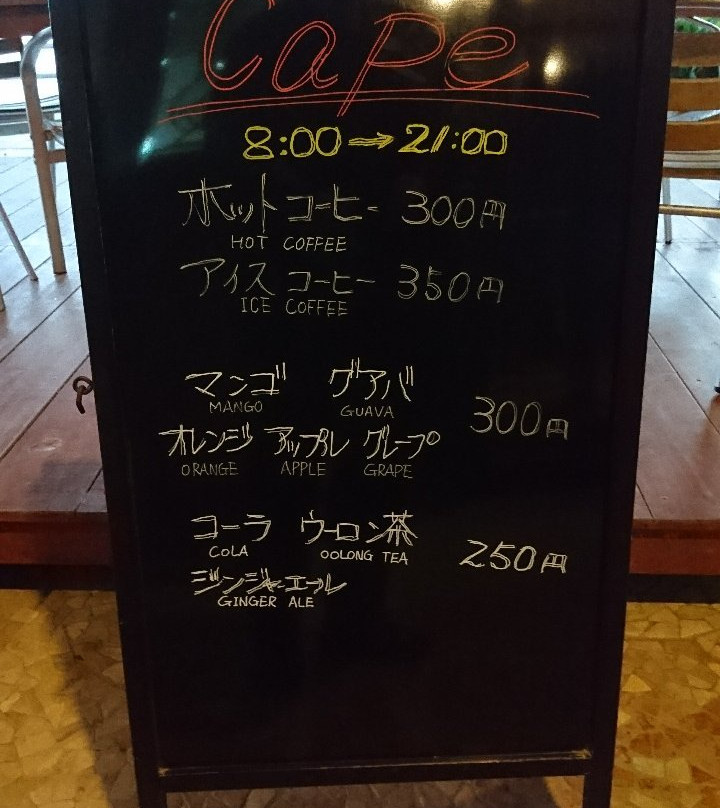 Cape
8:00⇒21:00
ホットコーヒー 300円
HOT COFFEE
アイスコーヒー 350円
ICE COFFEE
マンゴ グアバ
MANGO GUAVA
300円
オレンジ アップル グレープ
ORANGE APPLE GRAPE
コーラ ウーロン茶
COLA OOLONG TEA
250円
ジンジャーエール
GINGER ALE